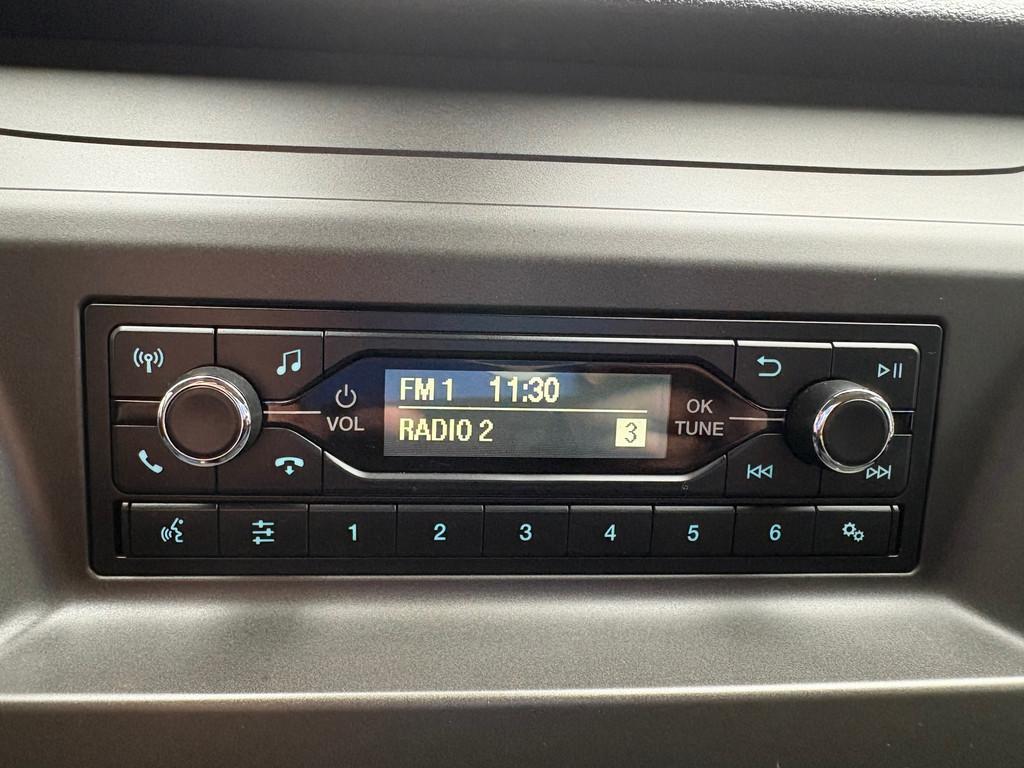 FM 1 11:30
RADIO 2 3
VOL
OK
TUNE
1 2 3 4 5 6